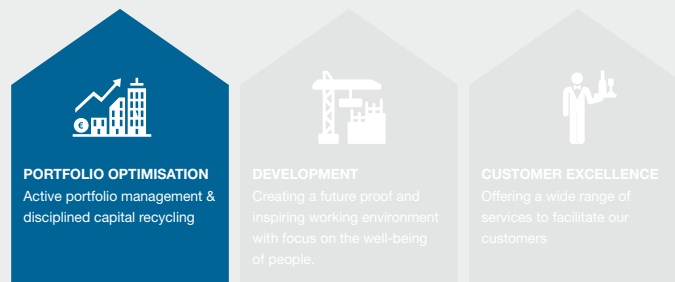 €
PORTFOLIO OPTIMISATION
Active portfolio management &
disciplined capital recycling
DEVELOPMENT
Creating a future proof and
inspiring working environment
with focus on the well-being
of people.
CUSTOMER EXCELLENCE
Offering a wide range of
services to facilitate our
customers